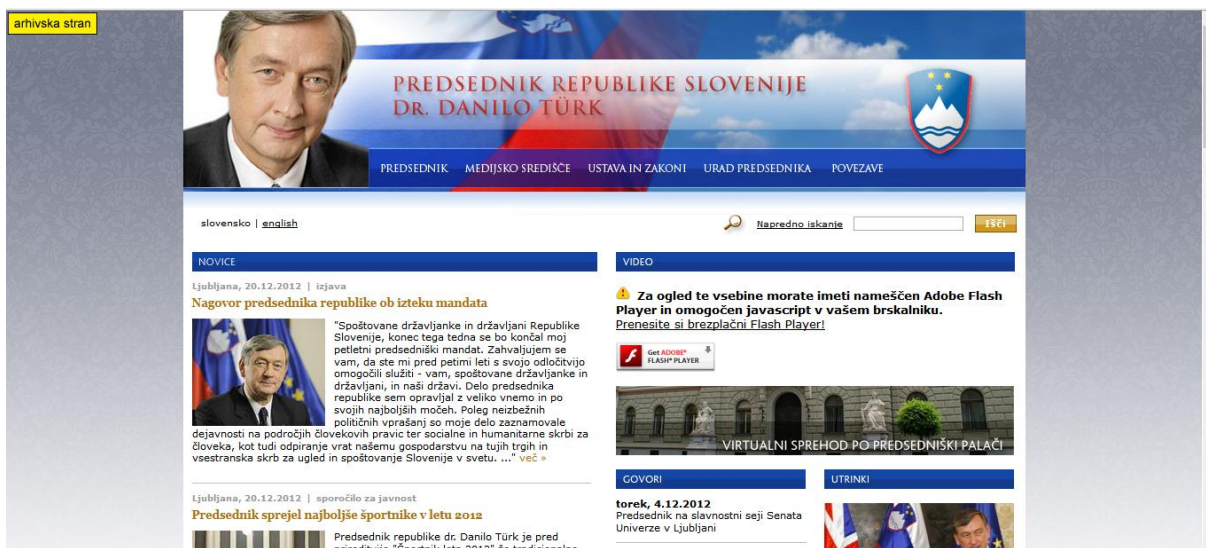 arhivska stran
PREDSEDNIK REPUBLIKE SLOVENIJE
DR. DANILO TÜRK
PREDSEDNIK MEDIJSKO SREDIŠČE USTAVA IN ZAKONI URAD PREDSEDNIKA POVEZAVE
slovensko | english
Napredno iskanje
Išči
NOVICE
Ljubljana, 20.12.2012 | izjava
Nagovor predsednika republike ob izteku mandata
"Spoštovane državljanke in državljani Republike
Slovenije, konec tega tedna se bo končal moj
petletni predsedniški mandat. Zahvaljujem se
vam, da ste mi pred petimi leti s svojo odločitvijo
omogočili služiti - vam, spoštovane državljanke in
državljani, in naši državi. Delo predsednika
republike sem opravljal z veliko vnemo in po
svojih najboljših močeh. Poleg neizbežnih
političnih vprašanj so moje delo zaznamovale
dejavnosti na področjih človekovih pravic ter socialne in humanitarne skrbi za
človeka, kot tudi odpiranje vrat našemu gospodarstvu na tujih trgih in
vsestranska skrb za ugled in spoštovanje Slovenije v svetu. ..." več »
Ljubljana, 20.12.2012 | sporočilo za javnost
Predsednik sprejel najboljše športnike v letu 2012
Predsednik republike dr. Danilo Türk je pred
VIDEO
Za ogled te vsebine morate imeti nameščen Adobe Flash
Player in omogočen javascript v vašem brskalniku.
Prenesite si brezplačni Flash Player!
Get ADOBE®
FLASH® PLAYER
VIRTUALNI SPREHOD PO PREDSEDNIŠKI PALAČI
GOVORI
torek, 4.12.2012
Predsednik na slavnostni seji Senata
Univerze v Ljubljani
UTRINKI